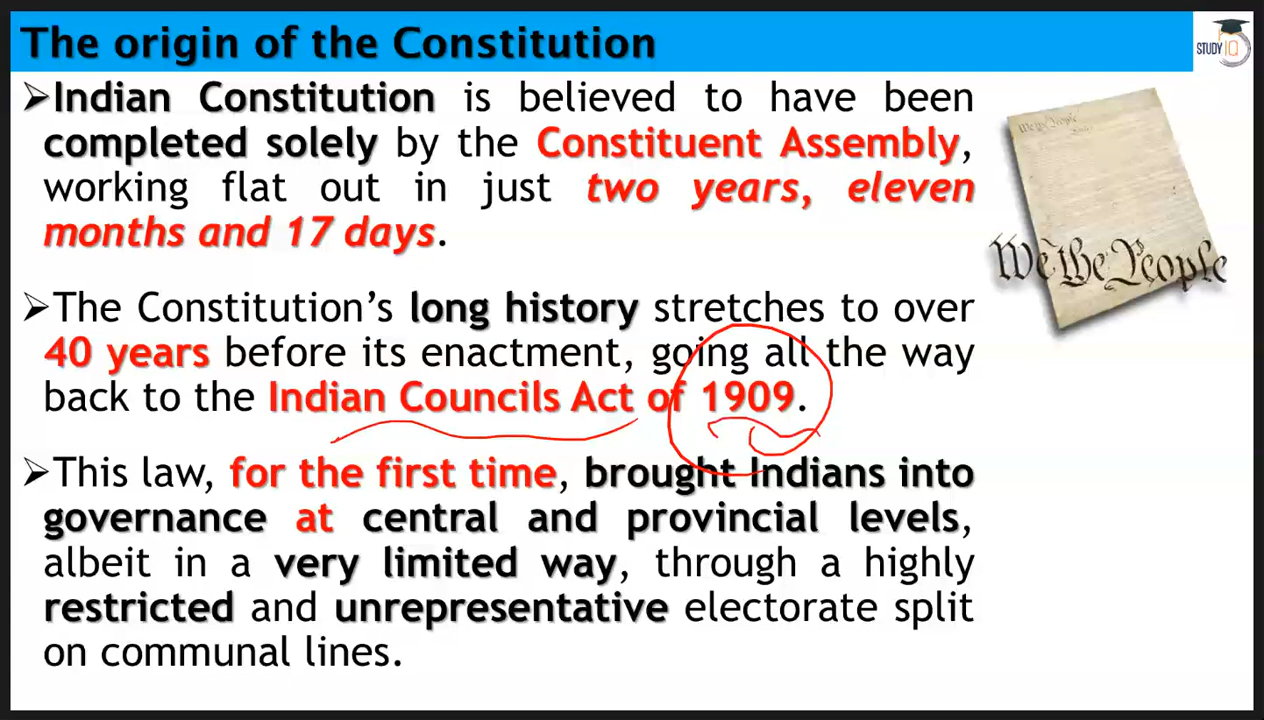 The origin of the Constitution
STUDY IQ
➤Indian Constitution is believed to have been
completed solely by the Constituent Assembly,
working flat out in just two years, eleven
months and 17 days.
We the People
We the People
➤The Constitution’s long history stretches to over
40 years before its enactment, going all the way
back to the Indian Councils Act of 1909.
➤This law, for the first time, brought Indians into
governance at central and provincial levels,
albeit in a very limited way, through a highly
restricted and unrepresentative electorate split
on communal lines.